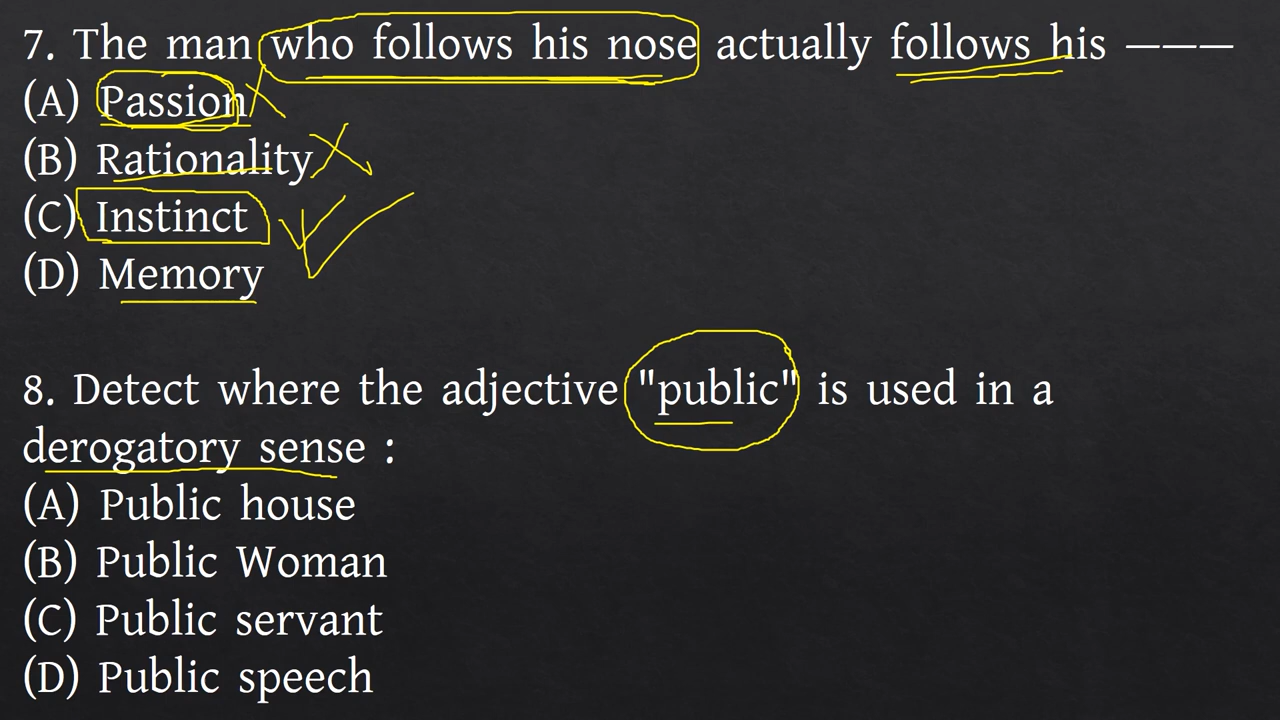 7. The man who follows his nose actually follows his ———
(A) Passion
(B) Rationality
(C) Instinct
(D) Memory
8. Detect where the adjective "public" is used in a
derogatory sense :
(A) Public house
(B) Public Woman
(C) Public servant
(D) Public speech